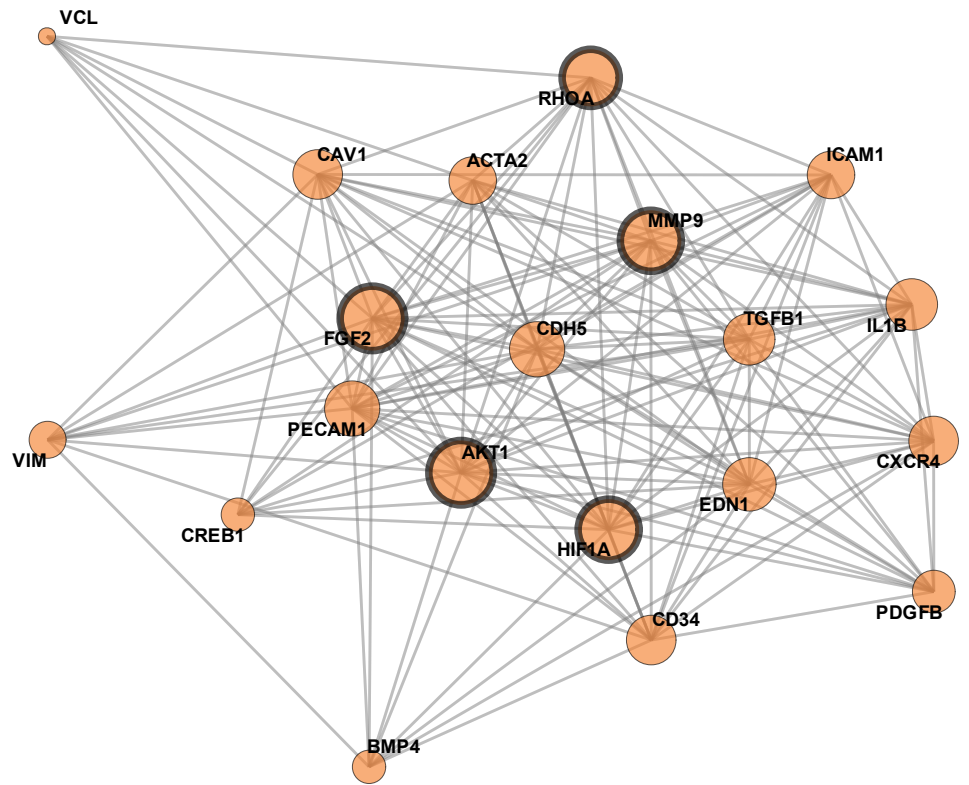 VCL
RHOA
CAV1
ACTA2
ICAM1
MMP9
TGFB1
IL1B
FGF2
CDH5
PECAM1
AKT1
VIM
CXCR4
EDN1
CREB1
HIF1A
PDGFB
CD34
BMP4